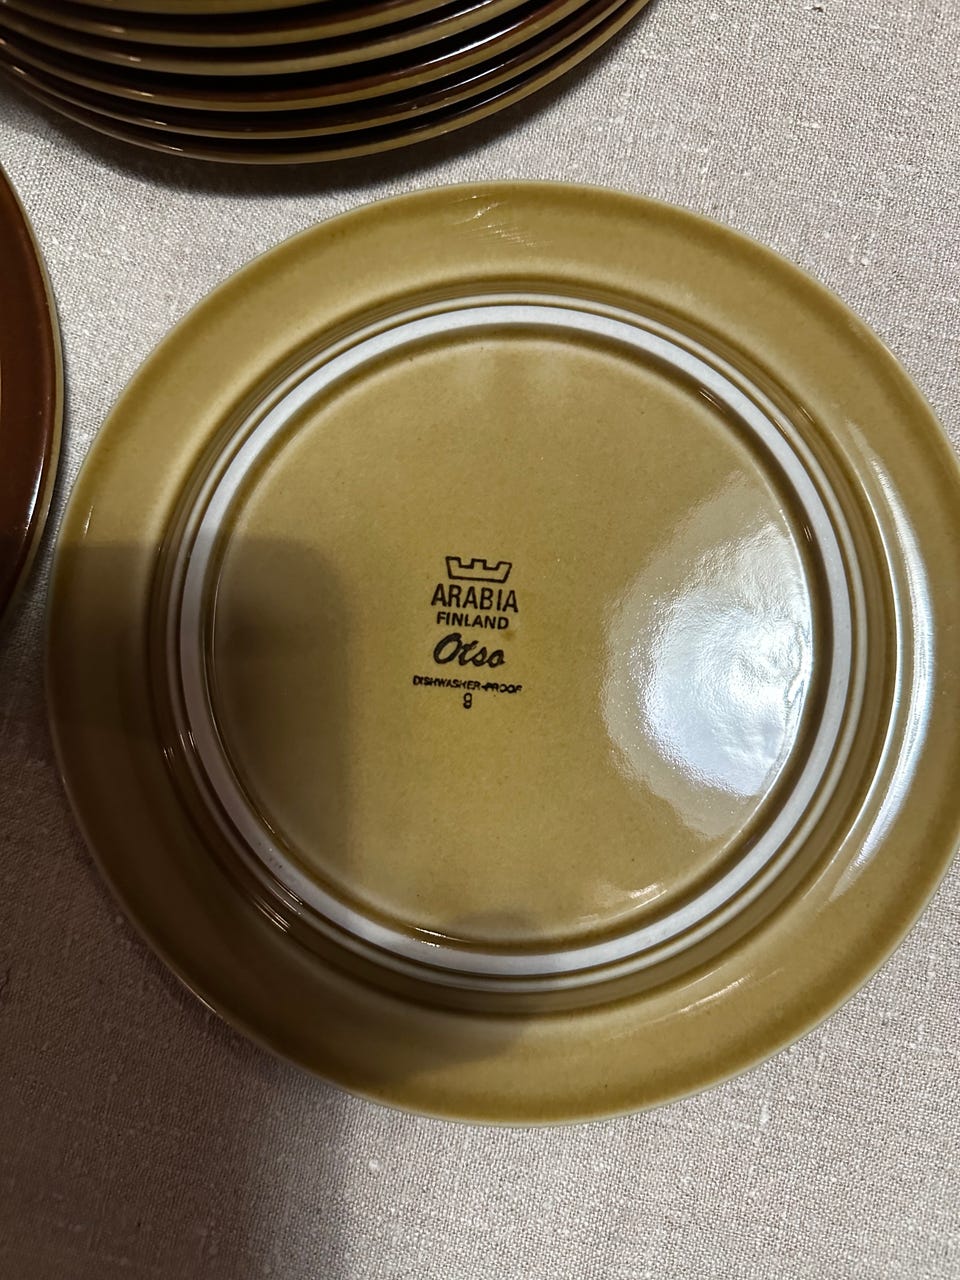 ARABIA
FINLAND
Otso
DISHWASHER-PROOF
9